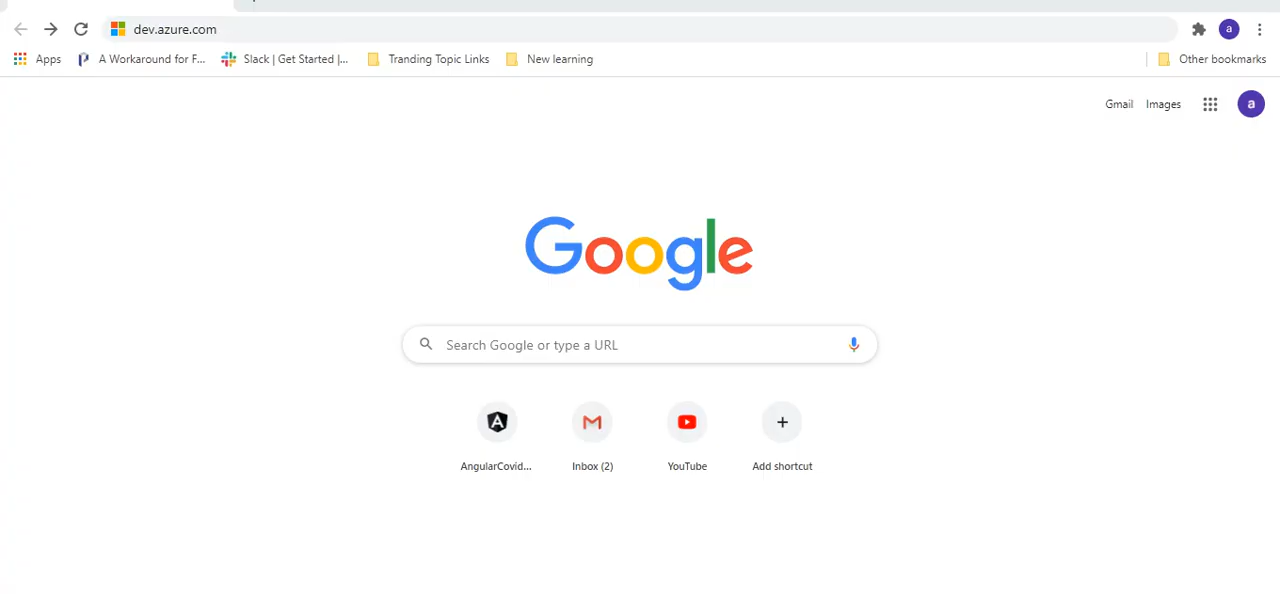 dev.azure.com
a
Apps
A Workaround for F...
Slack | Get Started |...
Tranding Topic Links
New learning
Other bookmarks
Gmail
Images
a
Google
Search Google or type a URL
A
AngularCovid...
Inbox (2)
YouTube
Add shortcut